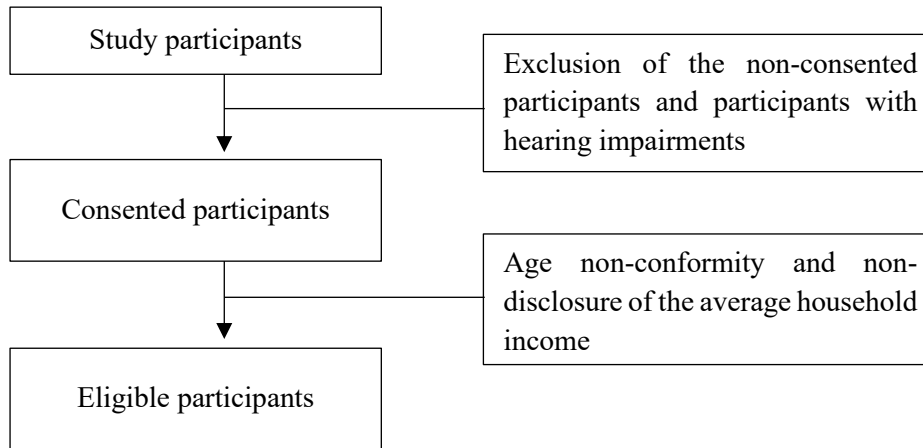 Study participants
Exclusion of the non-consented
participants and participants with
hearing impairments
Consented participants
Age non-conformity and non-
disclosure of the average household
income
Eligible participants